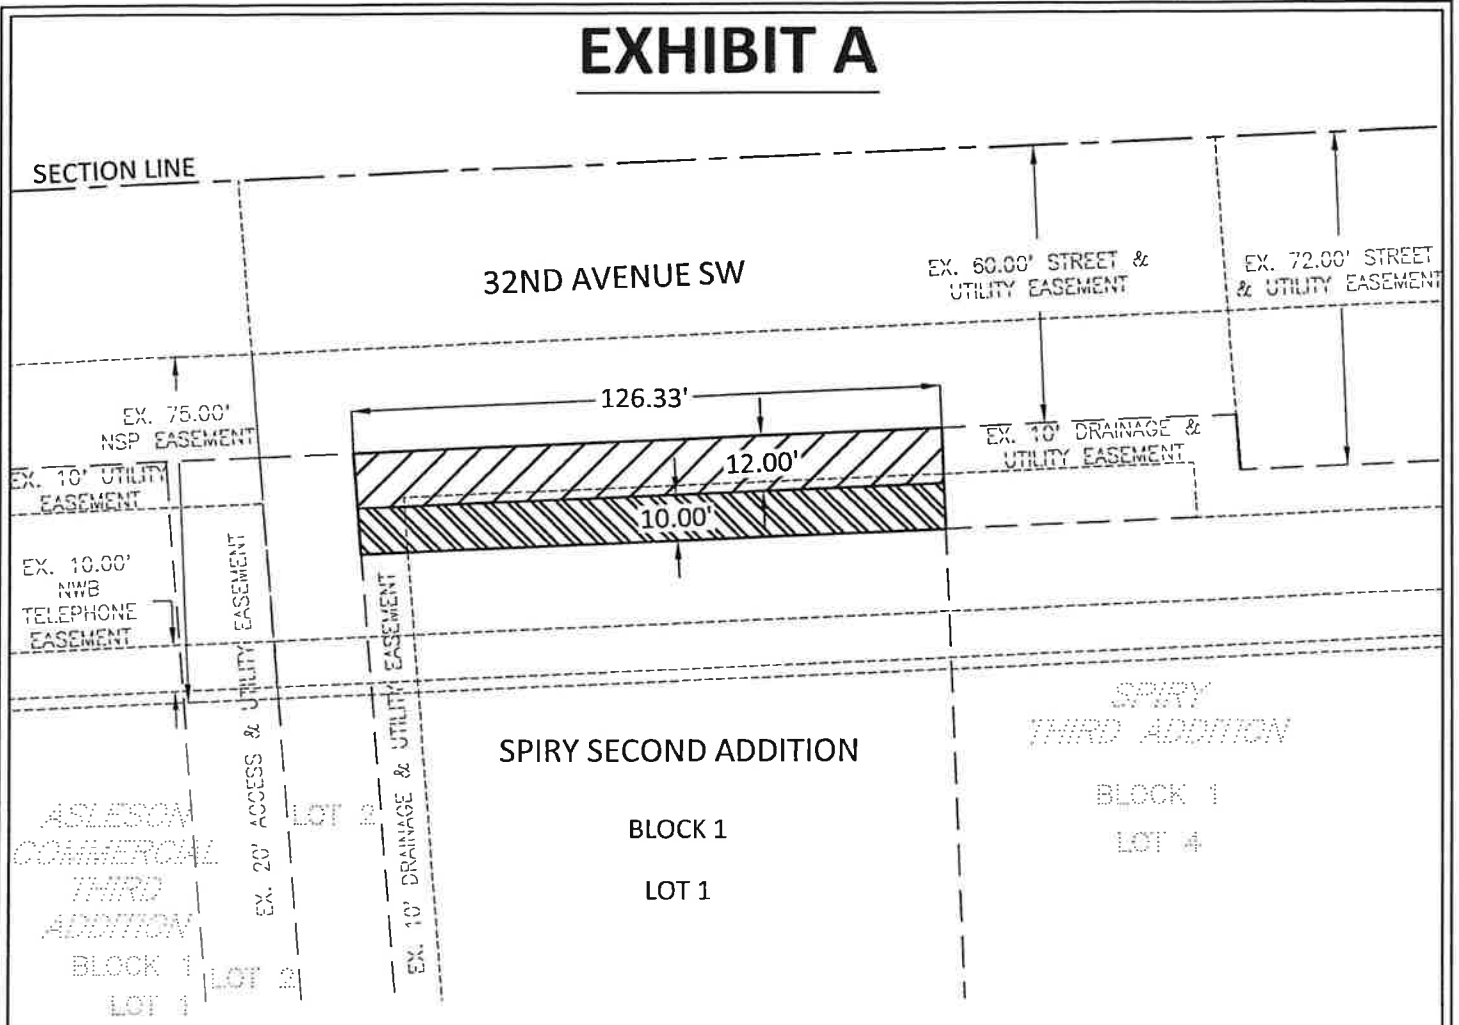 EXHIBIT A
SECTION LINE
32ND AVENUE SW
EX. 60.00' STREET &
UTILITY EASEMENT
EX. 72.00' STREET
& UTILITY EASEMENT
EX. 75.00'
NSP EASEMENT
126.33'
EX. 10' DRAINAGE &
UTILITY EASEMENT
12.00'
10.00'
EX. 10' UTILITY
EASEMENT
EX. 10.00'
NWB
TELEPHONE
EASEMENT
EX. 20' ACCESS & UTILITY EASEMENT
EX. 10' DRAINAGE & UTILITY EASEMENT
SPIRY SECOND ADDITION
BLOCK 1
LOT 1
SPIRY
THIRD ADDITION
BLOCK 1
LOT 4
ASLESON
COMMERCIAL
THIRD
ADDITION
BLOCK 1
LOT 1
LOT 2
LOT 2